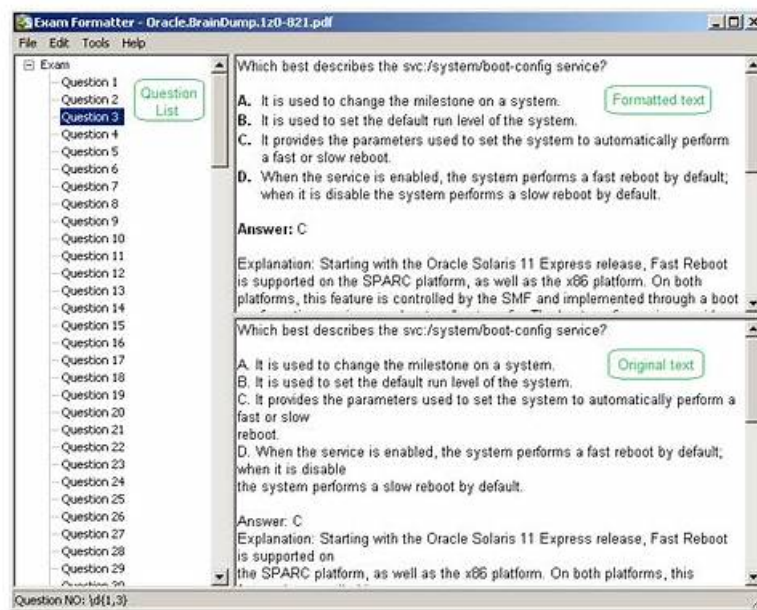 Exam Formatter - Oracle.BrainDump.1z0-821.pdf
File Edit Tools Help
Exam
Question 1
Question 2
Question 3
Question 4
Question 5
Question 6
Question 7
Question 8
Question 9
Question 10
Question 11
Question 12
Question 13
Question 14
Question 15
Question 16
Question 17
Question 18
Question 19
Question 20
Question 21
Question 22
Question 23
Question 24
Question 25
Question 26
Question 27
Question 28
Question 29
Question
List
Which best describes the svc:/system/boot-config service?
Formatted text
A. It is used to change the milestone on a system.
B. It is used to set the default run level of the system.
C. It provides the parameters used to set the system to automatically perform
a fast or slow reboot.
D. When the service is enabled, the system performs a fast reboot by default;
when it is disable the system performs a slow reboot by default.
Answer: C
Explanation: Starting with the Oracle Solaris 11 Express release, Fast Reboot
is supported on the SPARC platform, as well as the x86 platform. On both
platforms, this feature is controlled by the SMF and implemented through a boot
Which best describes the svc:/system/boot-config service?
Original text
A. It is used to change the milestone on a system.
B. It is used to set the default run level of the system.
C. It provides the parameters used to set the system to automatically perform a
fast or slow
reboot.
D. When the service is enabled, the system performs a fast reboot by default;
when it is disable
the system performs a slow reboot by default.
Answer: C
Explanation: Starting with the Oracle Solaris 11 Express release, Fast Reboot
is supported on
the SPARC platform, as well as the x86 platform. On both platforms, this
Question NO: \d{1,3}